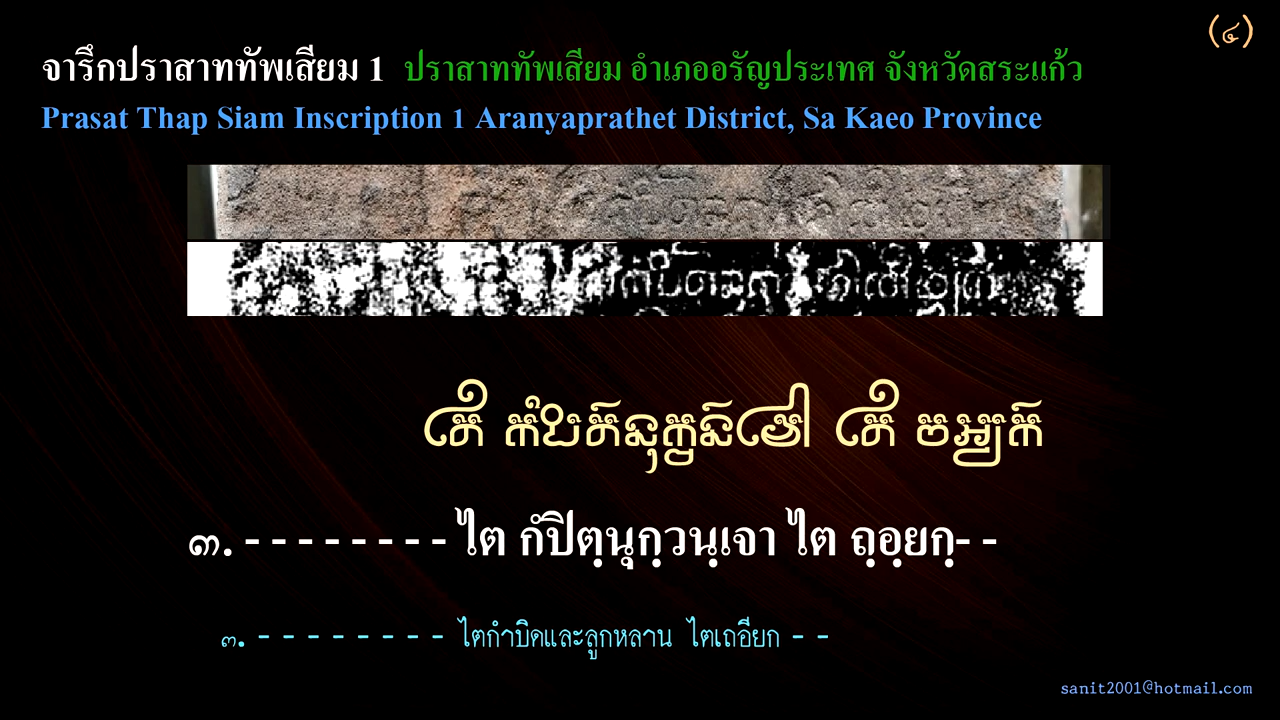 (๔)
จารึกปราสาททัพเสียม 1 ปราสาททัพเสียม อำเภออรัญประเทศ จังหวัดสระแก้ว
Prasat Thap Siam Inscription 1 Aranyaprathet District, Sa Kaeo Province
๓. - - - - - - - - ไต กํปิตฺนุกฺวนฺเจา ไต ถฺอฺยกฺ- -
๓. - - - - - - - - ไตกำบิดและลูกหลาน ไตเถอียก - -
sanit2001@hotmail.com